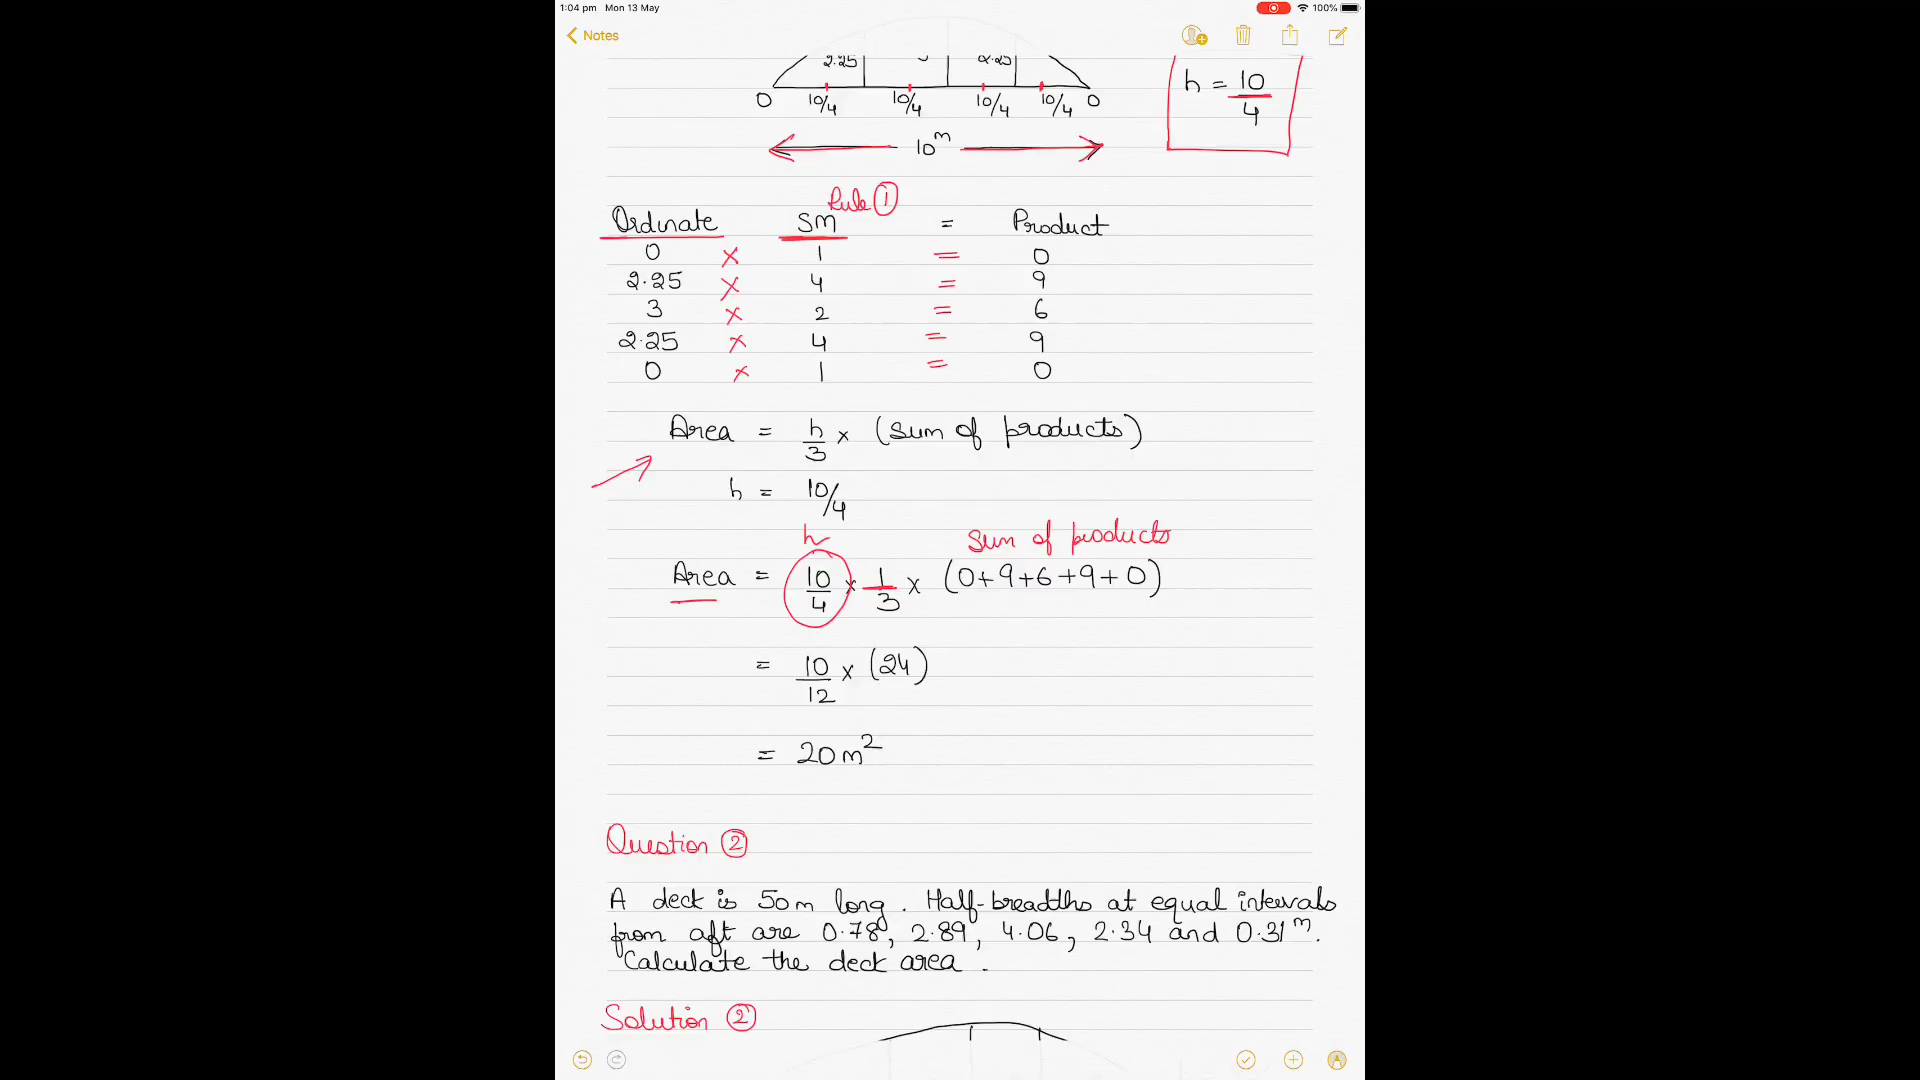 1:04 pm Mon 13 May 100%
Notes
2.25 2.25
0 10/4 10/4 10/4 10/4 0
10m
h = 10/4
Rule ①
Ordinate SM = Product
0 × 1 = 0
2.25 × 4 = 9
3 × 2 = 6
2.25 × 4 = 9
0 × 1 = 0
Area = h/3 × (sum of products)
h = 10/4
h sum of products
Area = 10/4 × 1/3 × (0+9+6+9+0)
= 10/12 × (24)
= 20m²
Question ②
A deck is 50m long. Half-breadths at equal intervals
from aft are 0.78, 2.89, 4.06, 2.34 and 0.31m.
Calculate the deck area.
Solution ②